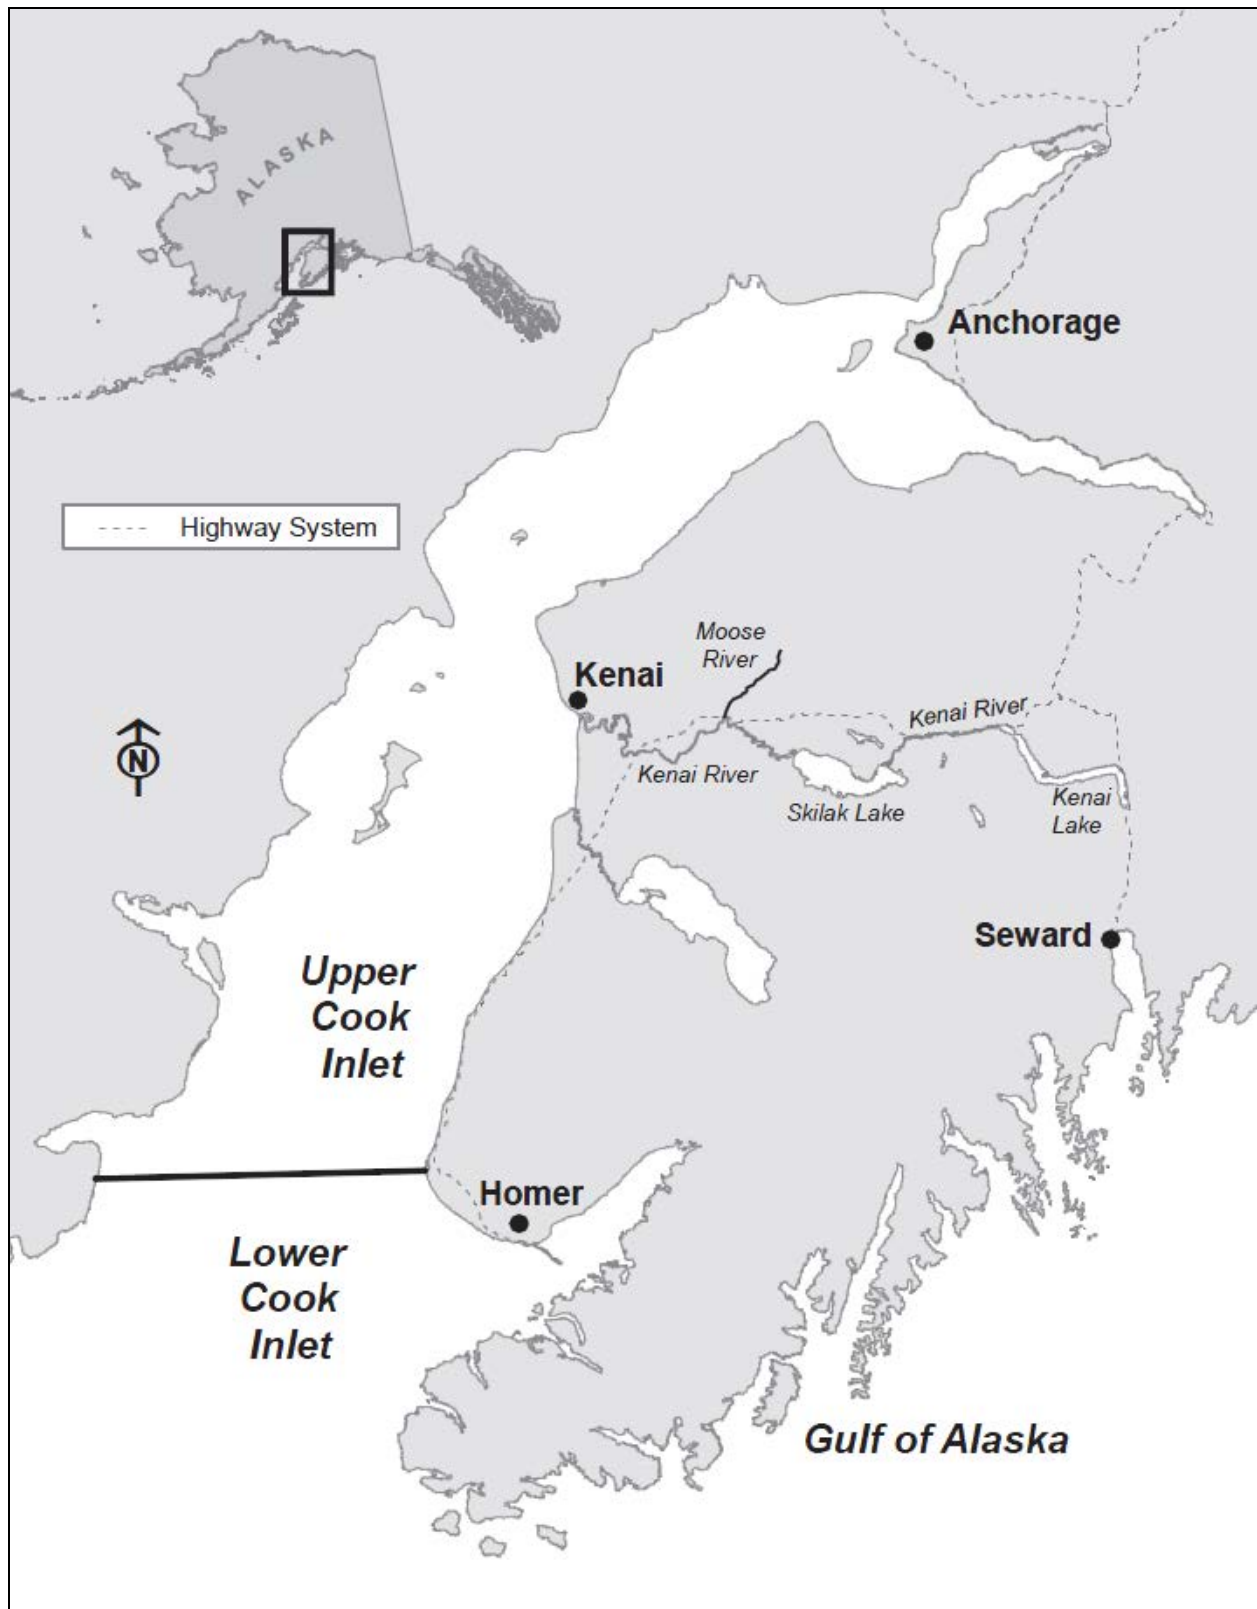 ALASKA
Anchorage
Highway System
Moose
River
Kenai
Kenai River
Kenai River
Skilak Lake
Kenai
Lake
N
Seward
Upper
Cook
Inlet
Homer
Lower
Cook
Inlet
Gulf of Alaska